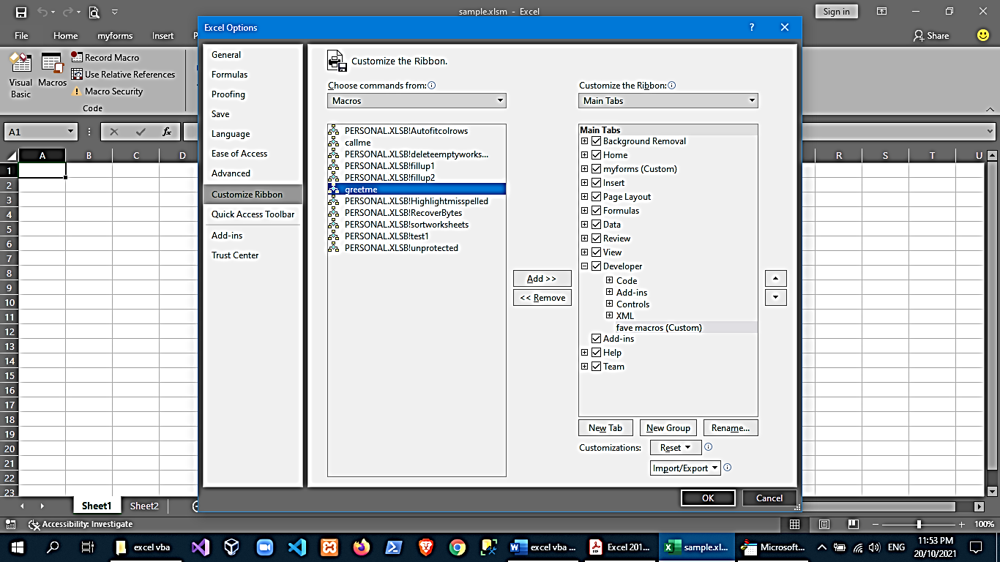 sample.xlsm - Excel
Sign in
File
Home
myforms
Insert
P
Share
Visual
Basic
Macros
Record Macro
Use Relative References
Macro Security
Code
A1
fx
A
B
C
D
R
S
T
U
1
2
3
4
5
6
7
8
9
10
11
12
13
14
15
16
17
18
19
20
21
22
23
Excel Options
?
General
Formulas
Proofing
Save
Language
Ease of Access
Advanced
Customize Ribbon
Quick Access Toolbar
Add-ins
Trust Center
Customize the Ribbon.
Choose commands from:
Macros
PERSONAL.XLSB!Autofitcolrows
callme
PERSONAL.XLSB!deleteemptyworks...
PERSONAL.XLSB!fillup1
PERSONAL.XLSB!fillup2
greetme
PERSONAL.XLSB!Highlightmisspelled
PERSONAL.XLSB!RecoverBytes
PERSONAL.XLSB!sortworksheets
PERSONAL.XLSB!test1
PERSONAL.XLSB!unprotected
Add >>
<< Remove
Customize the Ribbon:
Main Tabs
Main Tabs
Background Removal
Home
myforms (Custom)
Insert
Page Layout
Formulas
Data
Review
View
Developer
Code
Add-ins
Controls
XML
fave macros (Custom)
Add-ins
Help
Team
New Tab
New Group
Rename...
Customizations:
Reset
Import/Export
OK
Cancel
Sheet1
Sheet2
Accessibility: Investigate
100%
excel vba
excel vba ...
Excel 201...
sample.xl...
Microsoft...
ENG
11:53 PM
20/10/2021